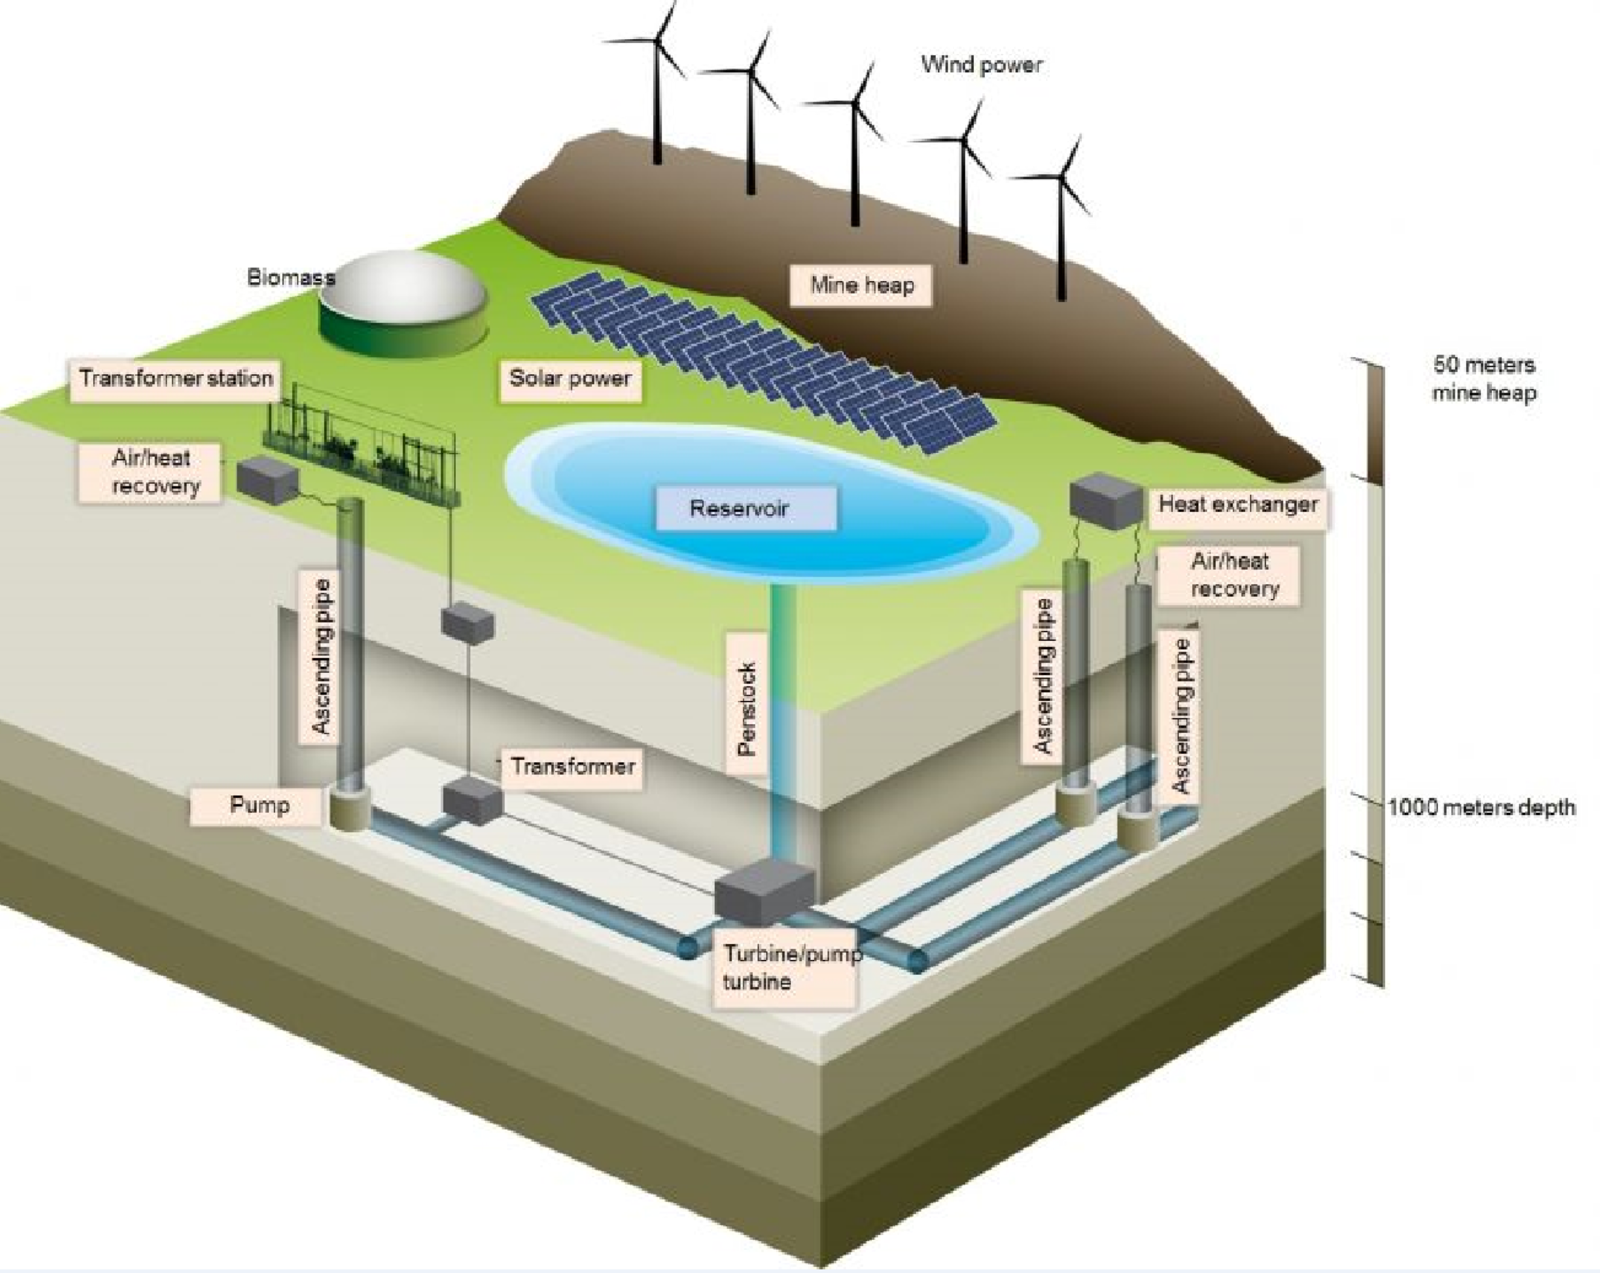 Wind power
Biomass
Mine heap
Transformer station
Solar power
50 meters
mine heap
Air/heat
recovery
Reservoir
Heat exchanger
Air/heat
recovery
Ascending pipe
Penstock
Ascending pipe
Ascending pipe
Transformer
Pump
1000 meters depth
Turbine/pump
turbine